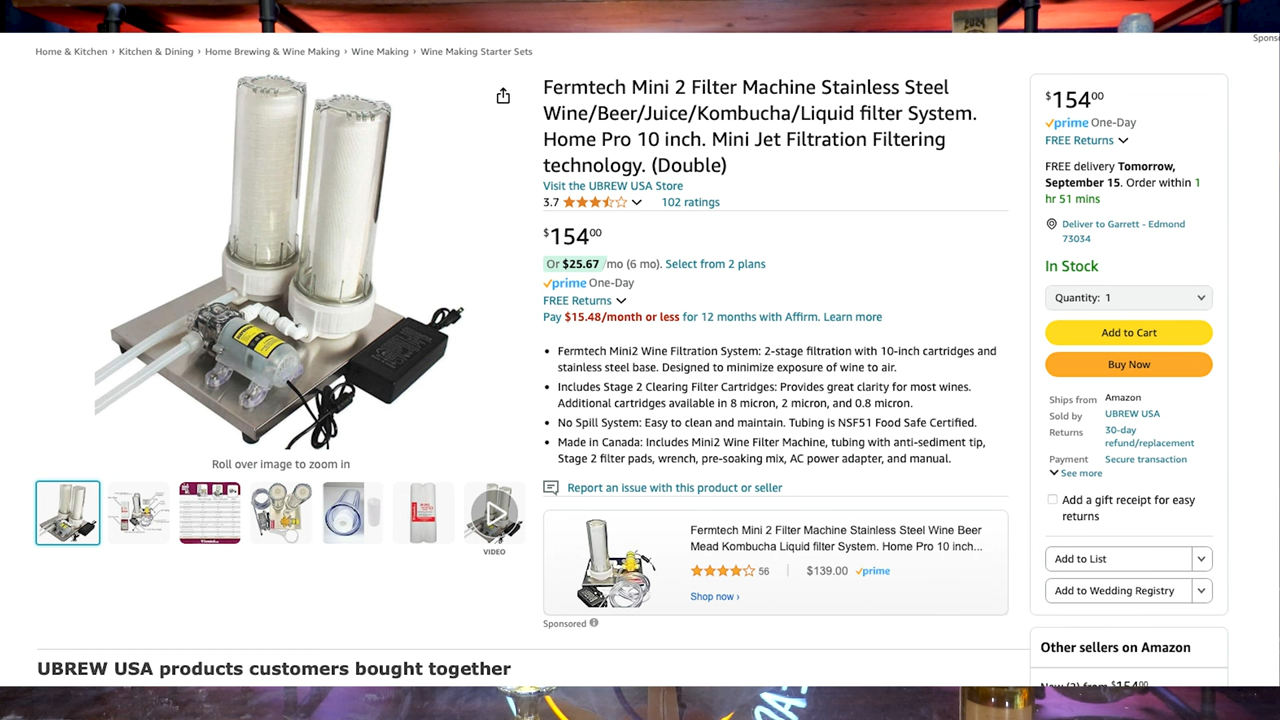 Spons
Home & Kitchen › Kitchen & Dining › Home Brewing & Wine Making › Wine Making › Wine Making Starter Sets
Fermtech Mini 2 Filter Machine Stainless Steel
Wine/Beer/Juice/Kombucha/Liquid filter System.
Home Pro 10 inch. Mini Jet Filtration Filtering
technology. (Double)
Visit the UBREW USA Store
3.7
102 ratings
$154⁰⁰
Or $25.67 /mo (6 mo). Select from 2 plans
prime One-Day
FREE Returns
Pay $15.48/month or less for 12 months with Affirm. Learn more
• Fermtech Mini2 Wine Filtration System: 2-stage filtration with 10-inch cartridges and
stainless steel base. Designed to minimize exposure of wine to air.
• Includes Stage 2 Clearing Filter Cartridges: Provides great clarity for most wines.
Additional cartridges available in 8 micron, 2 micron, and 0.8 micron.
• No Spill System: Easy to clean and maintain. Tubing is NSF51 Food Safe Certified.
• Made in Canada: Includes Mini2 Wine Filter Machine, tubing with anti-sediment tip,
Stage 2 filter pads, wrench, pre-soaking mix, AC power adapter, and manual.
Report an issue with this product or seller
Fermtech Mini 2 Filter Machine Stainless Steel Wine Beer
Mead Kombucha Liquid filter System. Home Pro 10 inch...
56 | $139.00 prime
Shop now ›
Sponsored
Roll over image to zoom in
VIDEO
UBREW USA products customers bought together
$154⁰⁰
prime One-Day
FREE Returns
FREE delivery Tomorrow,
September 15. Order within 1
hr 51 mins
Deliver to Garrett - Edmond
73034
In Stock
Quantity: 1
Add to Cart
Buy Now
Ships from Amazon
Sold by UBREW USA
Returns 30-day
refund/replacement
Payment Secure transaction
See more
Add a gift receipt for easy
returns
Add to List
Add to Wedding Registry
Other sellers on Amazon
New (2) from $154⁰⁰